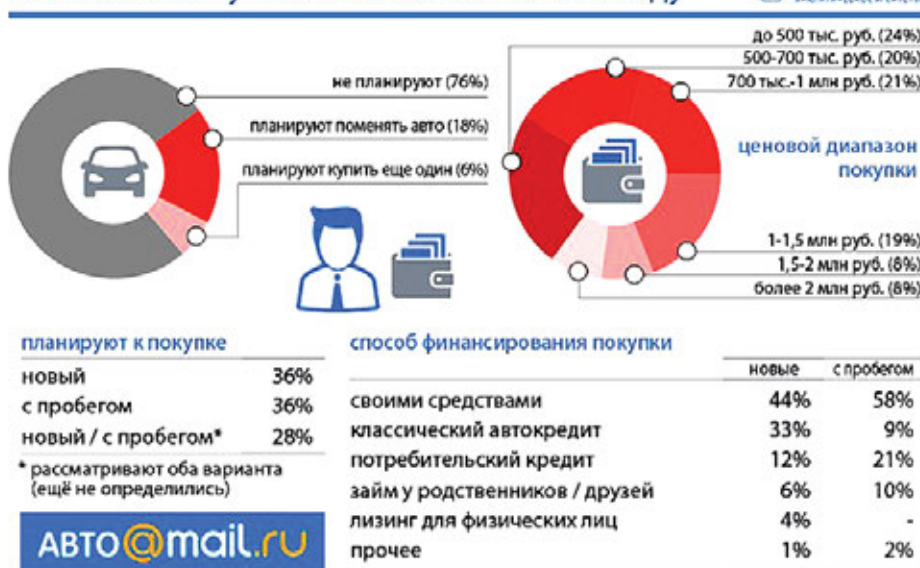 не планируют (76%)
планируют поменять авто (18%)
планируют купить еще один (6%)
до 500 тыс. руб. (24%)
500-700 тыс. руб. (20%)
700 тыс.-1 млн руб. (21%)
ценовой диапазон
покупки
1-1,5 млн руб. (19%)
1,5-2 млн руб. (8%)
более 2 млн руб. (8%)
планируют к покупке
новый 36%
с пробегом 36%
новый / с пробегом* 28%
* рассматривают оба варианта
(ещё не определились)
АВТО@mail.ru
способ финансирования покупки
новые с пробегом
своими средствами 44% 58%
классический автокредит 33% 9%
потребительский кредит 12% 21%
займ у родственников / друзей 6% 10%
лизинг для физических лиц 4% -
прочее 1% 2%